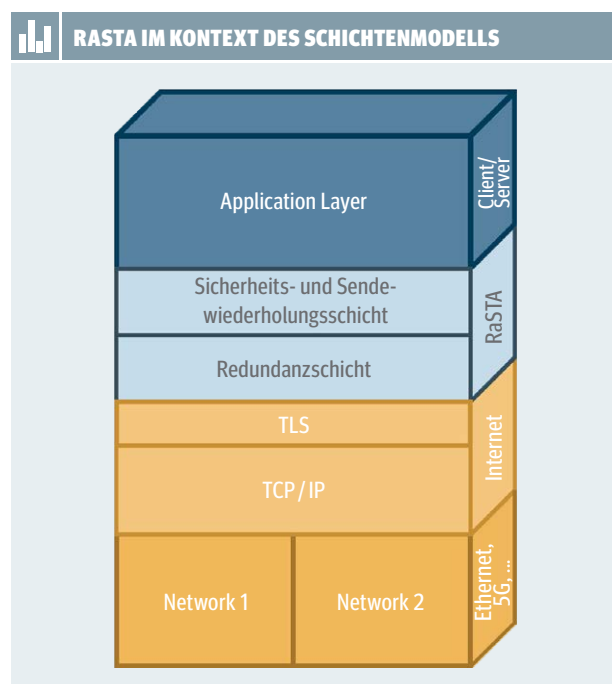 RASTA IM KONTEXT DES SCHICHTENMODELLS
Application Layer
Client/
Server
Sicherheits- und Sende-
wiederholungsschicht
Redundanzschicht
RaSTA
TLS
TCP / IP
Internet
Network 1
Network 2
Ethernet,
5G, ...